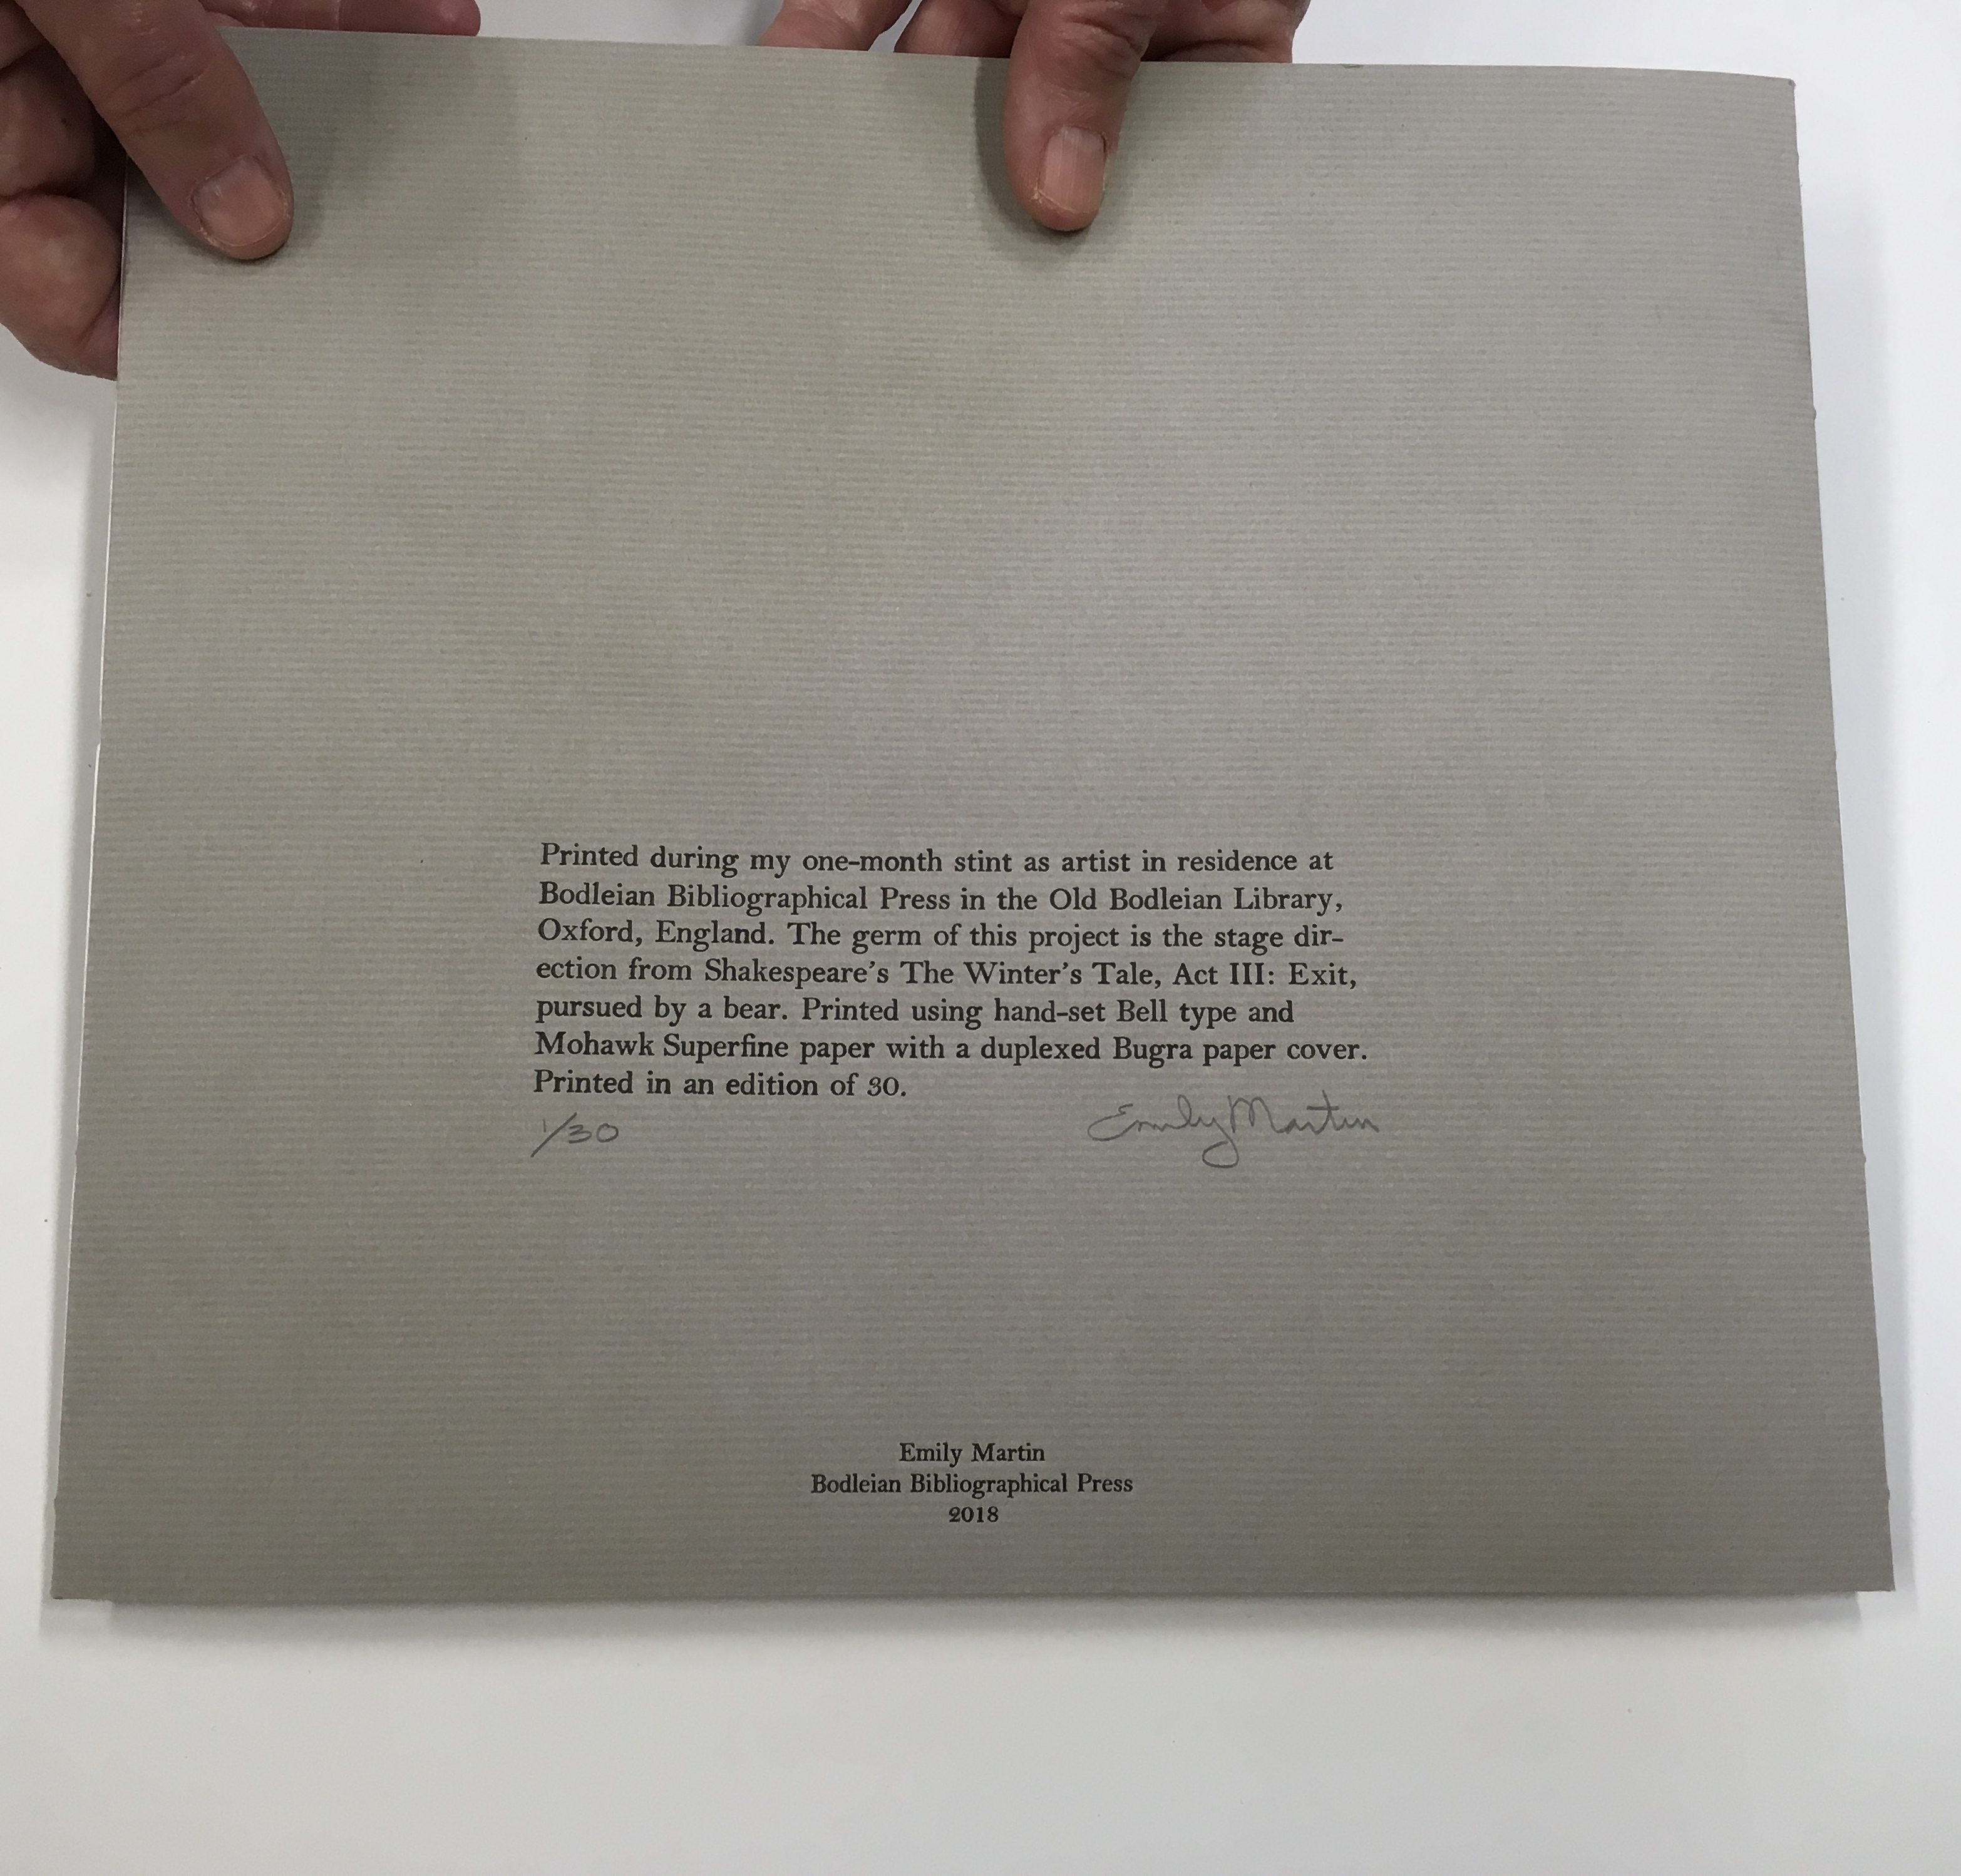 Printed during my one-month stint as artist in residence at
Bodleian Bibliographical Press in the Old Bodleian Library,
Oxford, England. The germ of this project is the stage dir-
ection from Shakespeare's The Winter's Tale, Act III: Exit,
pursued by a bear. Printed using hand-set Bell type and
Mohawk Superfine paper with a duplexed Bugra paper cover.
Printed in an edition of 30.
1/30 Emily Martin
Emily Martin
Bodleian Bibliographical Press
2018